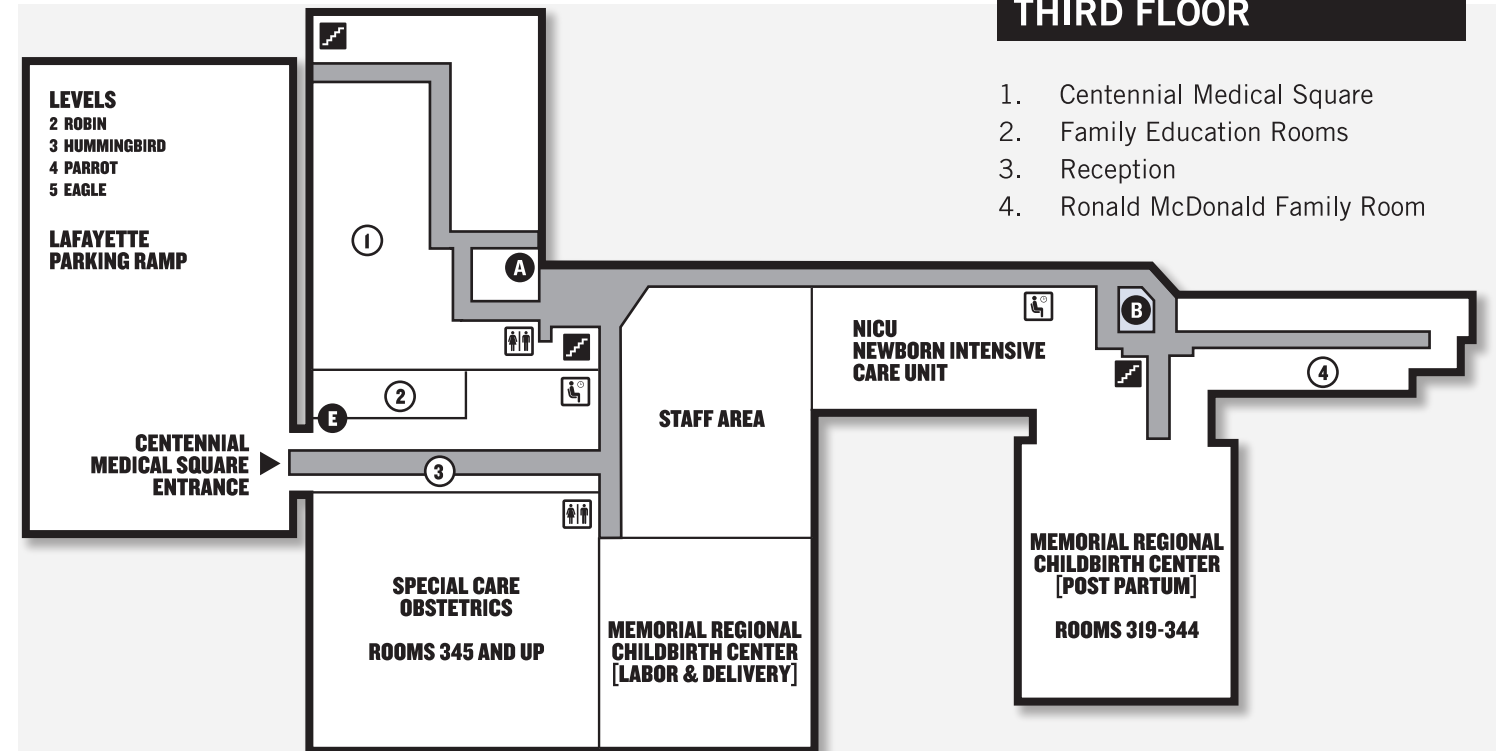 THIRD FLOOR
1. Centennial Medical Square
2. Family Education Rooms
3. Reception
4. Ronald McDonald Family Room
LEVELS
2 ROBIN
3 HUMMINGBIRD
4 PARROT
5 EAGLE
LAFAYETTE
PARKING RAMP
CENTENNIAL
MEDICAL SQUARE
ENTRANCE
1
A
2
E
3
SPECIAL CARE
OBSTETRICS
ROOMS 345 AND UP
STAFF AREA
MEMORIAL REGIONAL
CHILDBIRTH CENTER
[LABOR & DELIVERY]
NICU
NEWBORN INTENSIVE
CARE UNIT
B
4
MEMORIAL REGIONAL
CHILDBIRTH CENTER
[POST PARTUM]
ROOMS 319-344